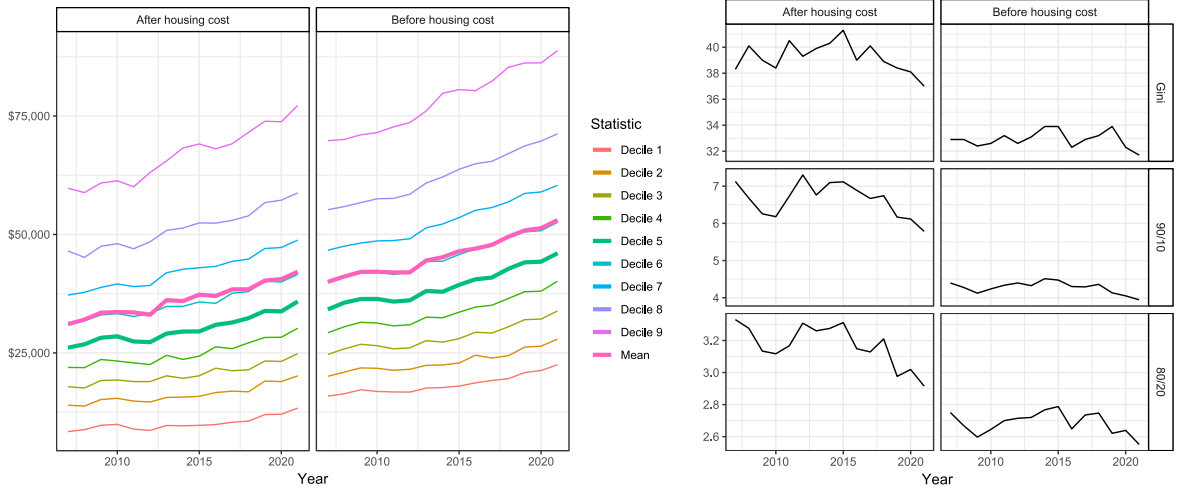 After housing cost
Before housing cost
$75,000
$50,000
$25,000
2010
2015
2020
2010
2015
2020
Year
Statistic
Decile 1
Decile 2
Decile 3
Decile 4
Decile 5
Decile 6
Decile 7
Decile 8
Decile 9
Mean
After housing cost
Before housing cost
40
38
36
34
32
Gini
7
6
5
4
90/10
3.2
3.0
2.8
2.6
80/20
2010
2015
2020
2010
2015
2020
Year